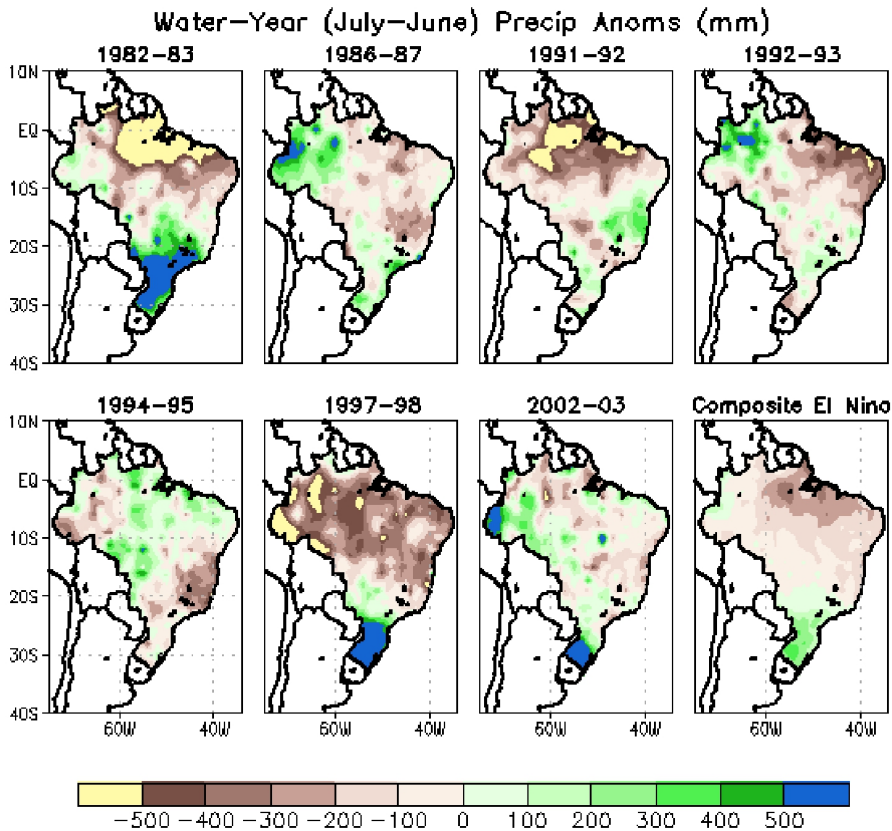 Water-Year (July-June) Precip Anoms (mm)
1982-83 1986-87 1991-92 1992-93
10N
EQ
10S
20S
30S
40S
1994-95 1997-98 2002-03 Composite El Nino
10N
EQ
10S
20S
30S
40S
60W 40W 60W 40W 60W 40W 60W 40W
-500 -400 -300 -200 -100 0 100 200 300 400 500